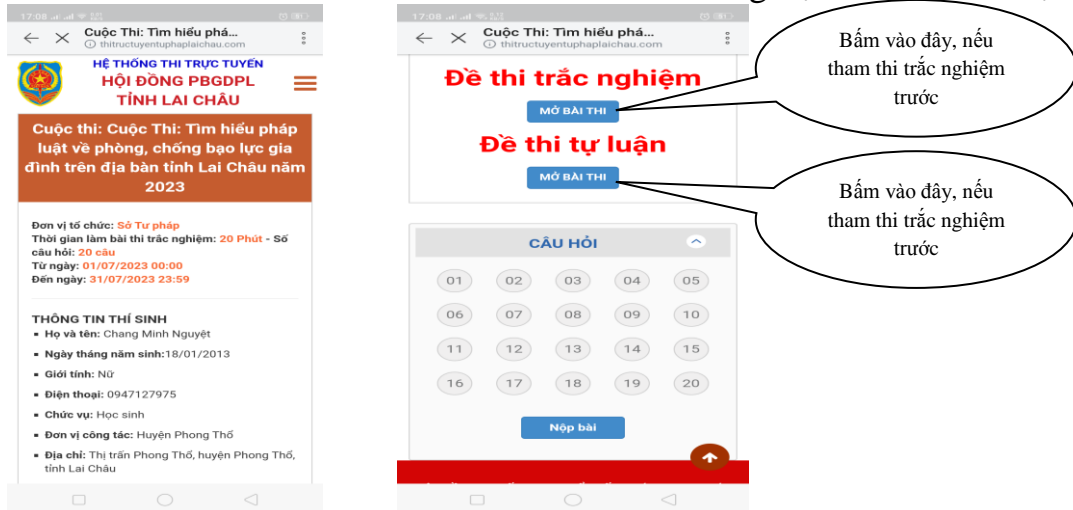 17:08
Cuộc Thi: Tìm hiểu phá...
thitructuyentuphaplaichau.com
HỆ THỐNG THI TRỰC TUYẾN
HỘI ĐỒNG PBGDPL
TỈNH LAI CHÂU
Cuộc thi: Cuộc Thi: Tìm hiểu pháp
luật về phòng, chống bạo lực gia
đình trên địa bàn tỉnh Lai Châu năm
2023
Đơn vị tổ chức: Sở Tư pháp
Thời gian làm bài thi trắc nghiệm: 20 Phút - Số
câu hỏi: 20 câu
Từ ngày: 01/07/2023 00:00
Đến ngày: 31/07/2023 23:59
THÔNG TIN THÍ SINH
Họ và tên: Chang Minh Nguyệt
Ngày tháng năm sinh:18/01/2013
Giới tính: Nữ
Điện thoại: 0947127975
Chức vụ: Học sinh
Đơn vị công tác: Huyện Phong Thổ
Địa chỉ: Thị trấn Phong Thổ, huyện Phong Thổ,
tỉnh Lai Châu
17:08
Cuộc Thi: Tìm hiểu phá...
thitructuyentuphaplaichau.com
Đề thi trắc nghiệm
MỞ BÀI THI
Đề thi tự luận
MỞ BÀI THI
CÂU HỎI
01 02 03 04 05
06 07 08 09 10
11 12 13 14 15
16 17 18 19 20
Nộp bài
Bấm vào đây, nếu
tham thi trắc nghiệm
trước
Bấm vào đây, nếu
tham thi trắc nghiệm
trước